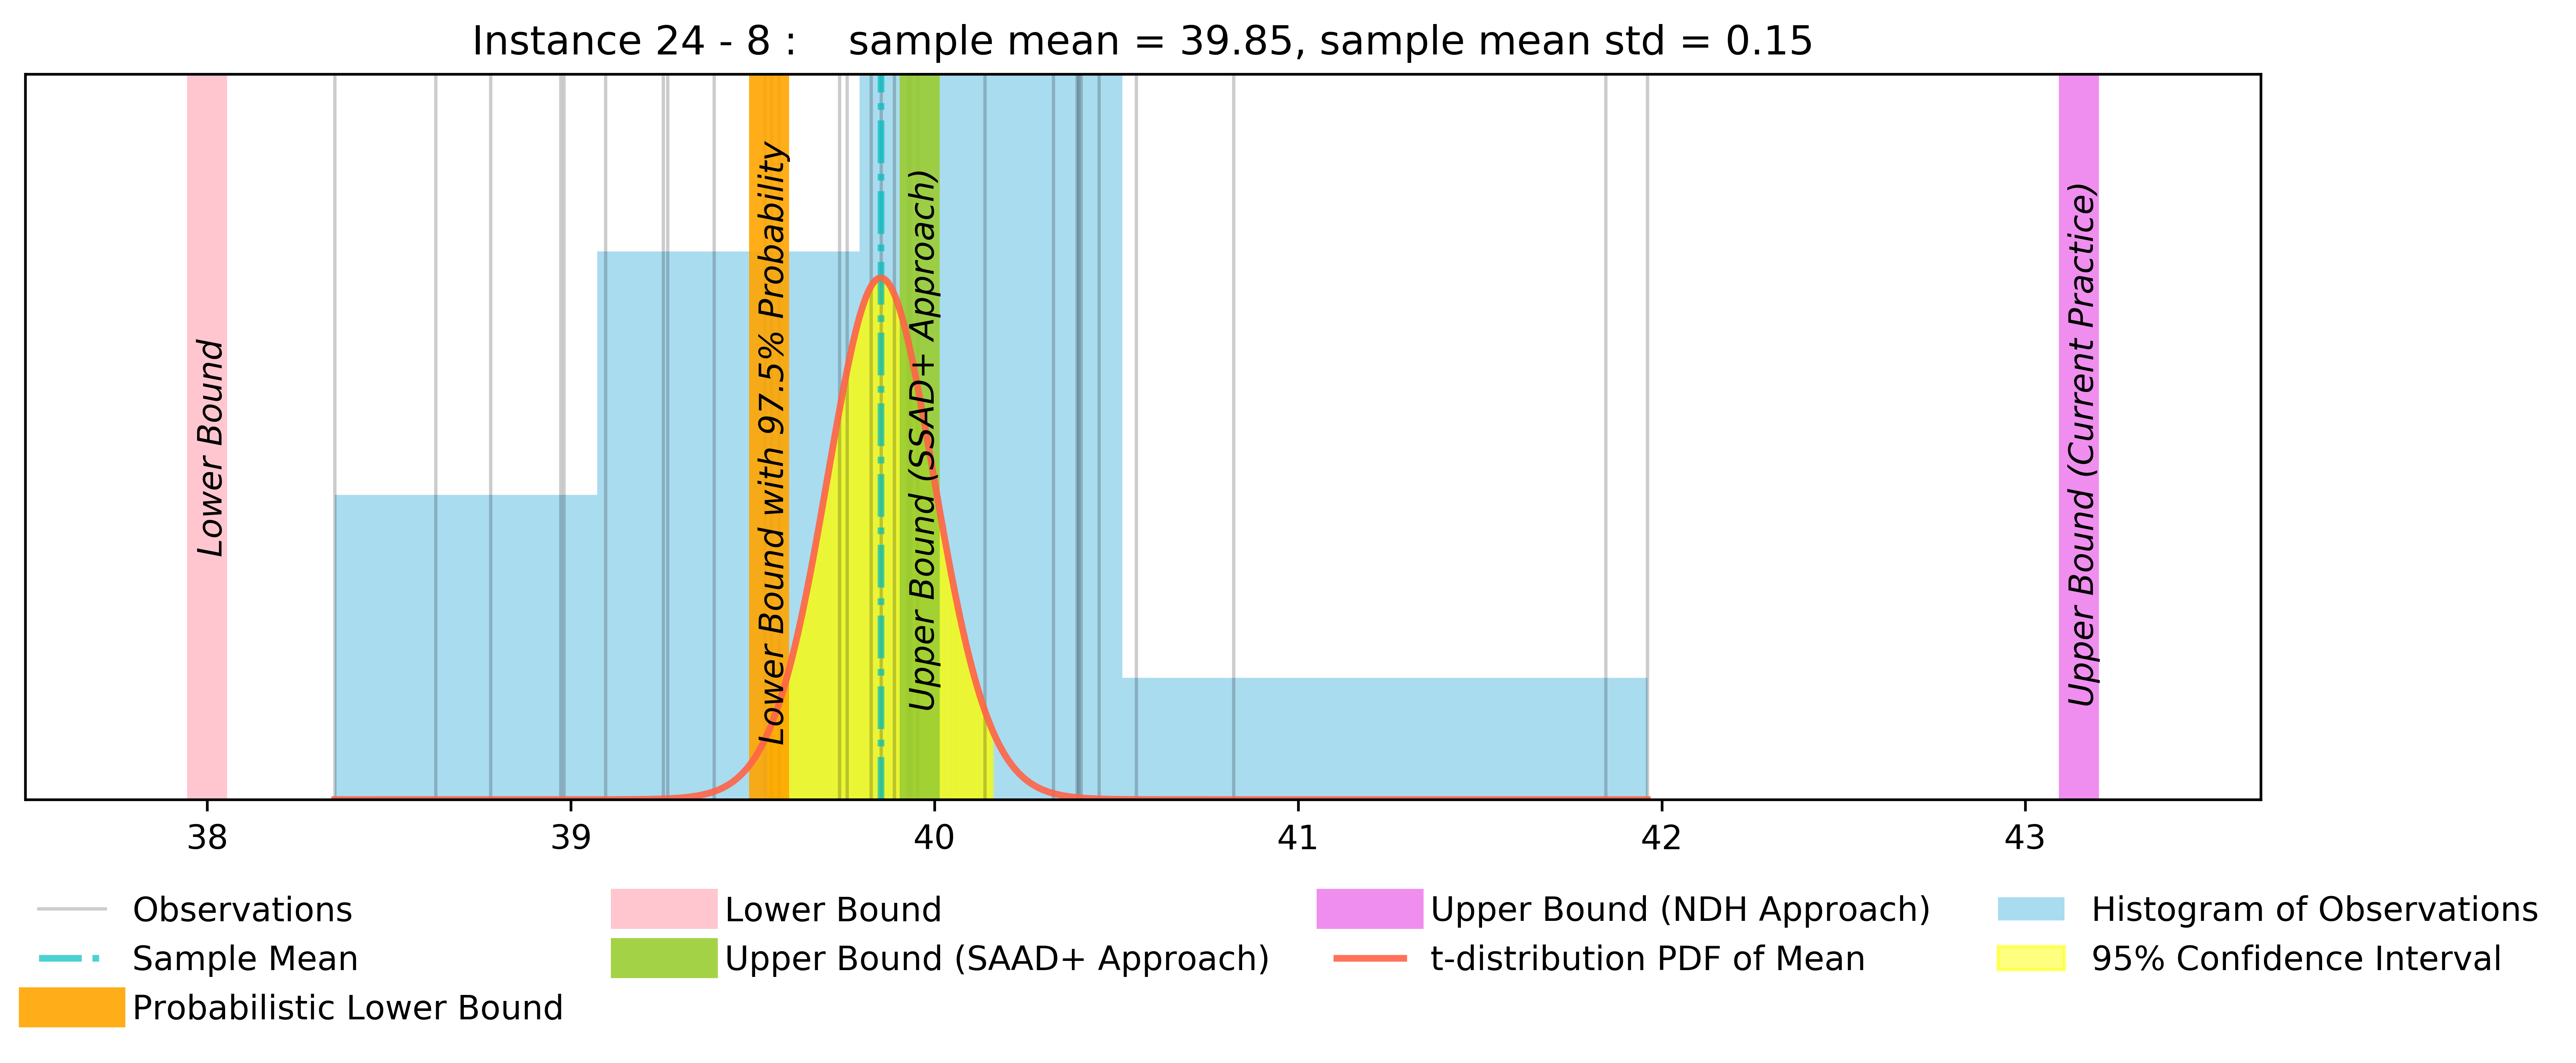 Instance 24 - 8 :    sample mean = 39.85, sample mean std = 0.15
Lower Bound
Lower Bound with 97.5% Probability
Upper Bound (SSAD+ Approach)
Upper Bound (Current Practice)
38 39 40 41 42 43
Observations
Sample Mean
Probabilistic Lower Bound
Lower Bound
Upper Bound (SAAD+ Approach)
Upper Bound (NDH Approach)
t-distribution PDF of Mean
Histogram of Observations
95% Confidence Interval